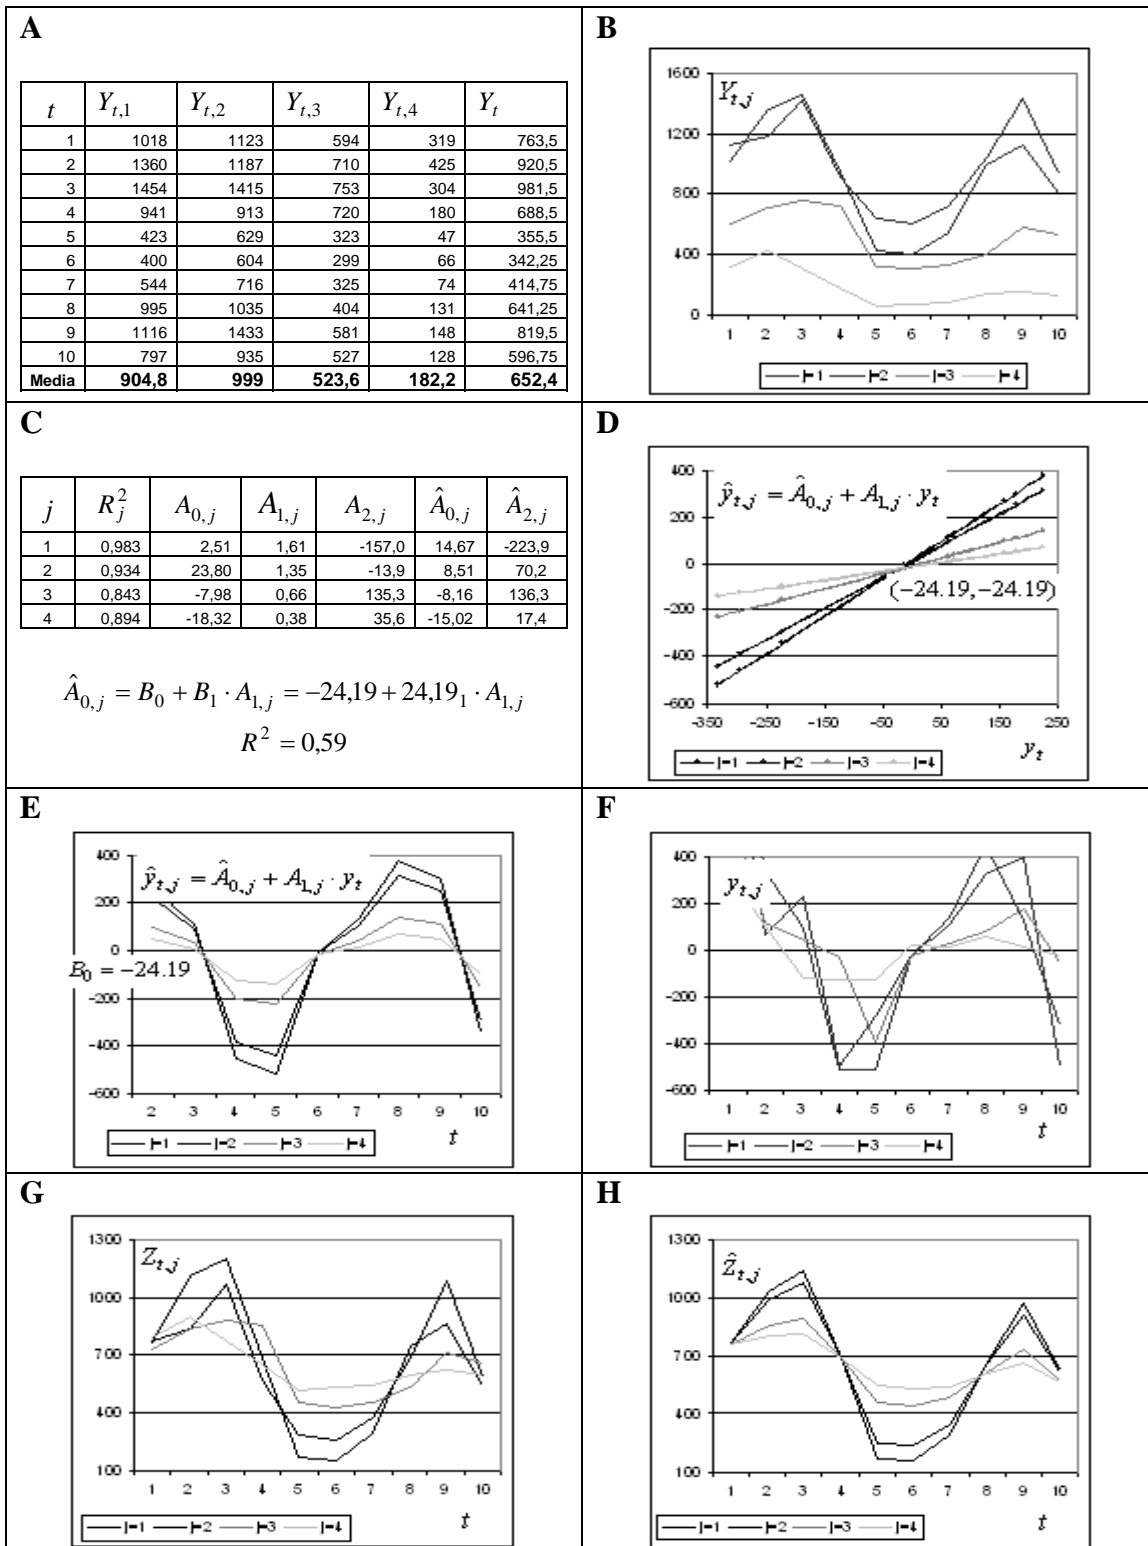 A
t Y_{t,1} Y_{t,2} Y_{t,3} Y_{t,4} Y_t
1 1018 1123 594 319 763,5
2 1360 1187 710 425 920,5
3 1454 1415 753 304 981,5
4 941 913 720 180 688,5
5 423 629 323 47 355,5
6 400 604 299 66 342,25
7 544 716 325 74 414,75
8 995 1035 404 131 641,25
9 1116 1433 581 148 819,5
10 797 935 527 128 596,75
Media 904,8 999 523,6 182,2 652,4
B
Y_{t,j}
1600
1200
800
400
0
1 2 3 4 5 6 7 8 9 10
j=1 j=2 j=3 j=4
C
j R_j^2 A_{0,j} A_{1,j} A_{2,j} Â_{0,j} Â_{2,j}
1 0,983 2,51 1,61 -157,0 14,67 -223,9
2 0,934 23,80 1,35 -13,9 8,51 70,2
3 0,843 -7,98 0,66 135,3 -8,16 136,3
4 0,894 -18,32 0,38 35,6 -15,02 17,4
Â_{0,j} = B_0 + B_1 · A_{1,j} = −24,19 + 24,19_1 · A_{1,j}
R^2 = 0,59
D
ŷ_{t,j} = Â_{0,j} + A_{1,j} · y_t
400
200
0
-200
-400
-600
(−24.19,−24.19)
-350 -250 -150 -50 50 150 250
y_t
j=1 j=2 j=3 j=4
E
ŷ_{t,j} = Â_{0,j} + A_{1,j} · y_t
400
200
0
B_0 = −24.19
-200
-400
-600
2 3 4 5 6 7 8 9 10
j=1 j=2 j=3 j=4 t
F
y_{t,j}
400
200
0
-200
-400
-600
1 2 3 4 5 6 7 8 9 10
j=1 j=2 j=3 j=4 t
G
Z_{t,j}
1300
1000
700
400
100
1 2 3 4 5 6 7 8 9 10
j=1 j=2 j=3 j=4 t
H
Ẑ_{t,j}
1300
1000
700
400
100
1 2 3 4 5 6 7 8 9 10
j=1 j=2 j=3 j=4 t